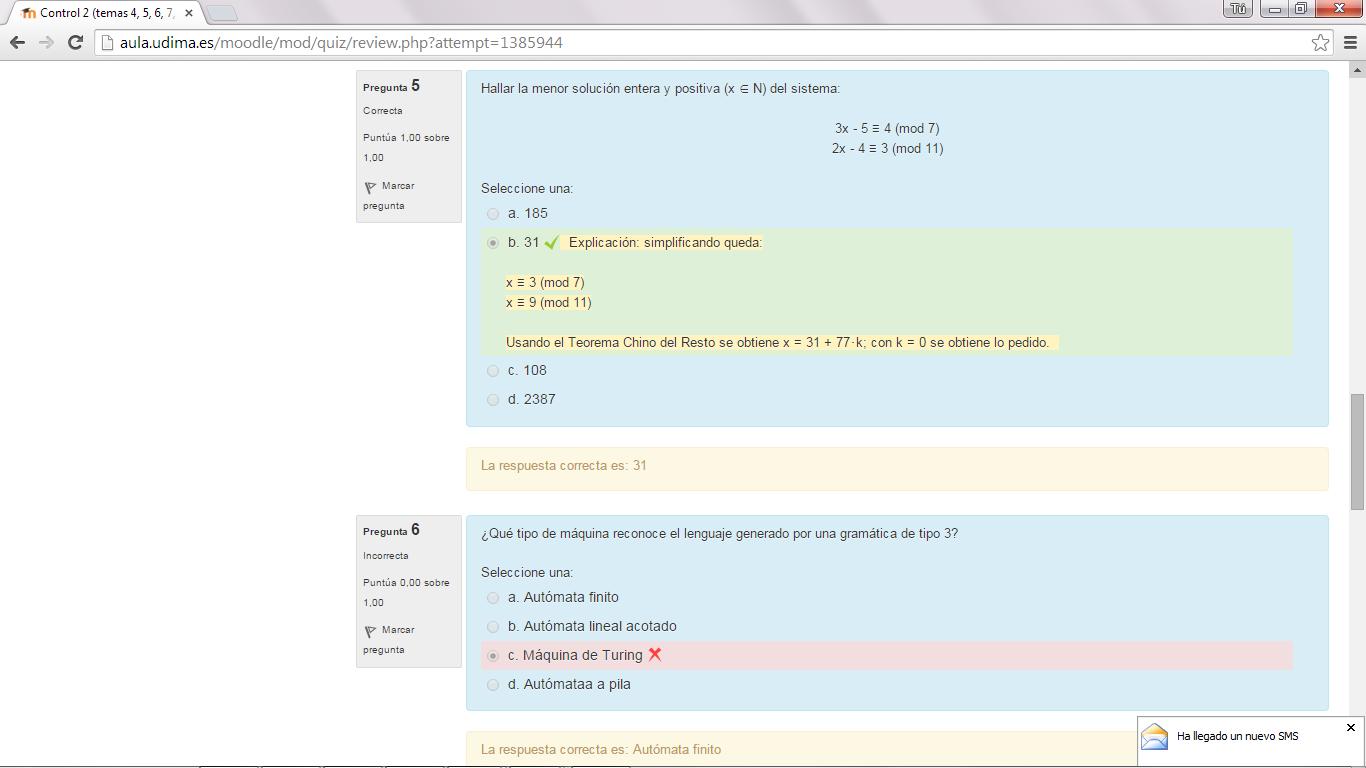 Control 2 (temas 4, 5, 6, 7,
Tú
aula.udima.es/moodle/mod/quiz/review.php?attempt=1385944
Pregunta 5
Correcta
Puntúa 1,00 sobre
1,00
Marcar
pregunta
Hallar la menor solución entera y positiva (x ∈ N) del sistema:
3x - 5 ≡ 4 (mod 7)
2x - 4 ≡ 3 (mod 11)
Seleccione una:
a. 185
b. 31 Explicación: simplificando queda:
x ≡ 3 (mod 7)
x ≡ 9 (mod 11)
Usando el Teorema Chino del Resto se obtiene x = 31 + 77·k; con k = 0 se obtiene lo pedido.
c. 108
d. 2387
La respuesta correcta es: 31
Pregunta 6
Incorrecta
Puntúa 0,00 sobre
1,00
Marcar
pregunta
¿Qué tipo de máquina reconoce el lenguaje generado por una gramática de tipo 3?
Seleccione una:
a. Autómata finito
b. Autómata lineal acotado
c. Máquina de Turing
d. Autómataa a pila
La respuesta correcta es: Autómata finito
Ha llegado un nuevo SMS